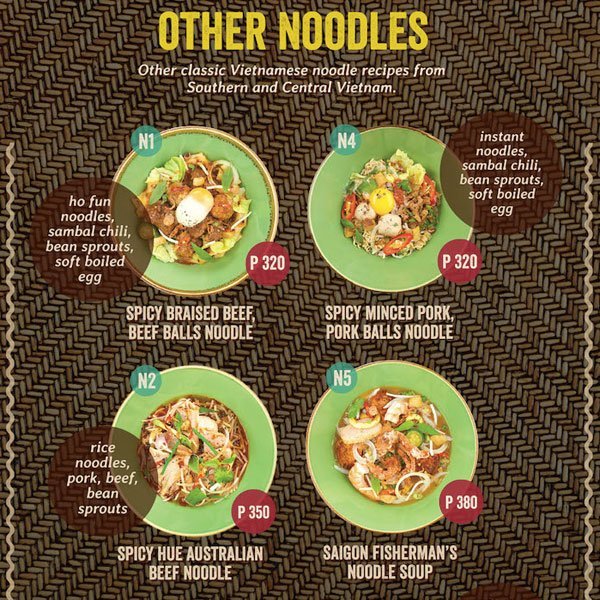 OTHER NOODLES
Other classic Vietnamese noodle recipes from
Southern and Central Vietnam.
N1
ho fun
noodles,
sambal chili,
bean sprouts,
soft boiled
egg
P 320
SPICY BRAISED BEEF,
BEEF BALLS NOODLE
N4
instant
noodles,
sambal chili,
bean sprouts,
soft boiled
egg
P 320
SPICY MINCED PORK,
PORK BALLS NOODLE
N2
rice
noodles,
pork, beef,
bean
sprouts
P 350
SPICY HUE AUSTRALIAN
BEEF NOODLE
N5
P 380
SAIGON FISHERMAN'S
NOODLE SOUP